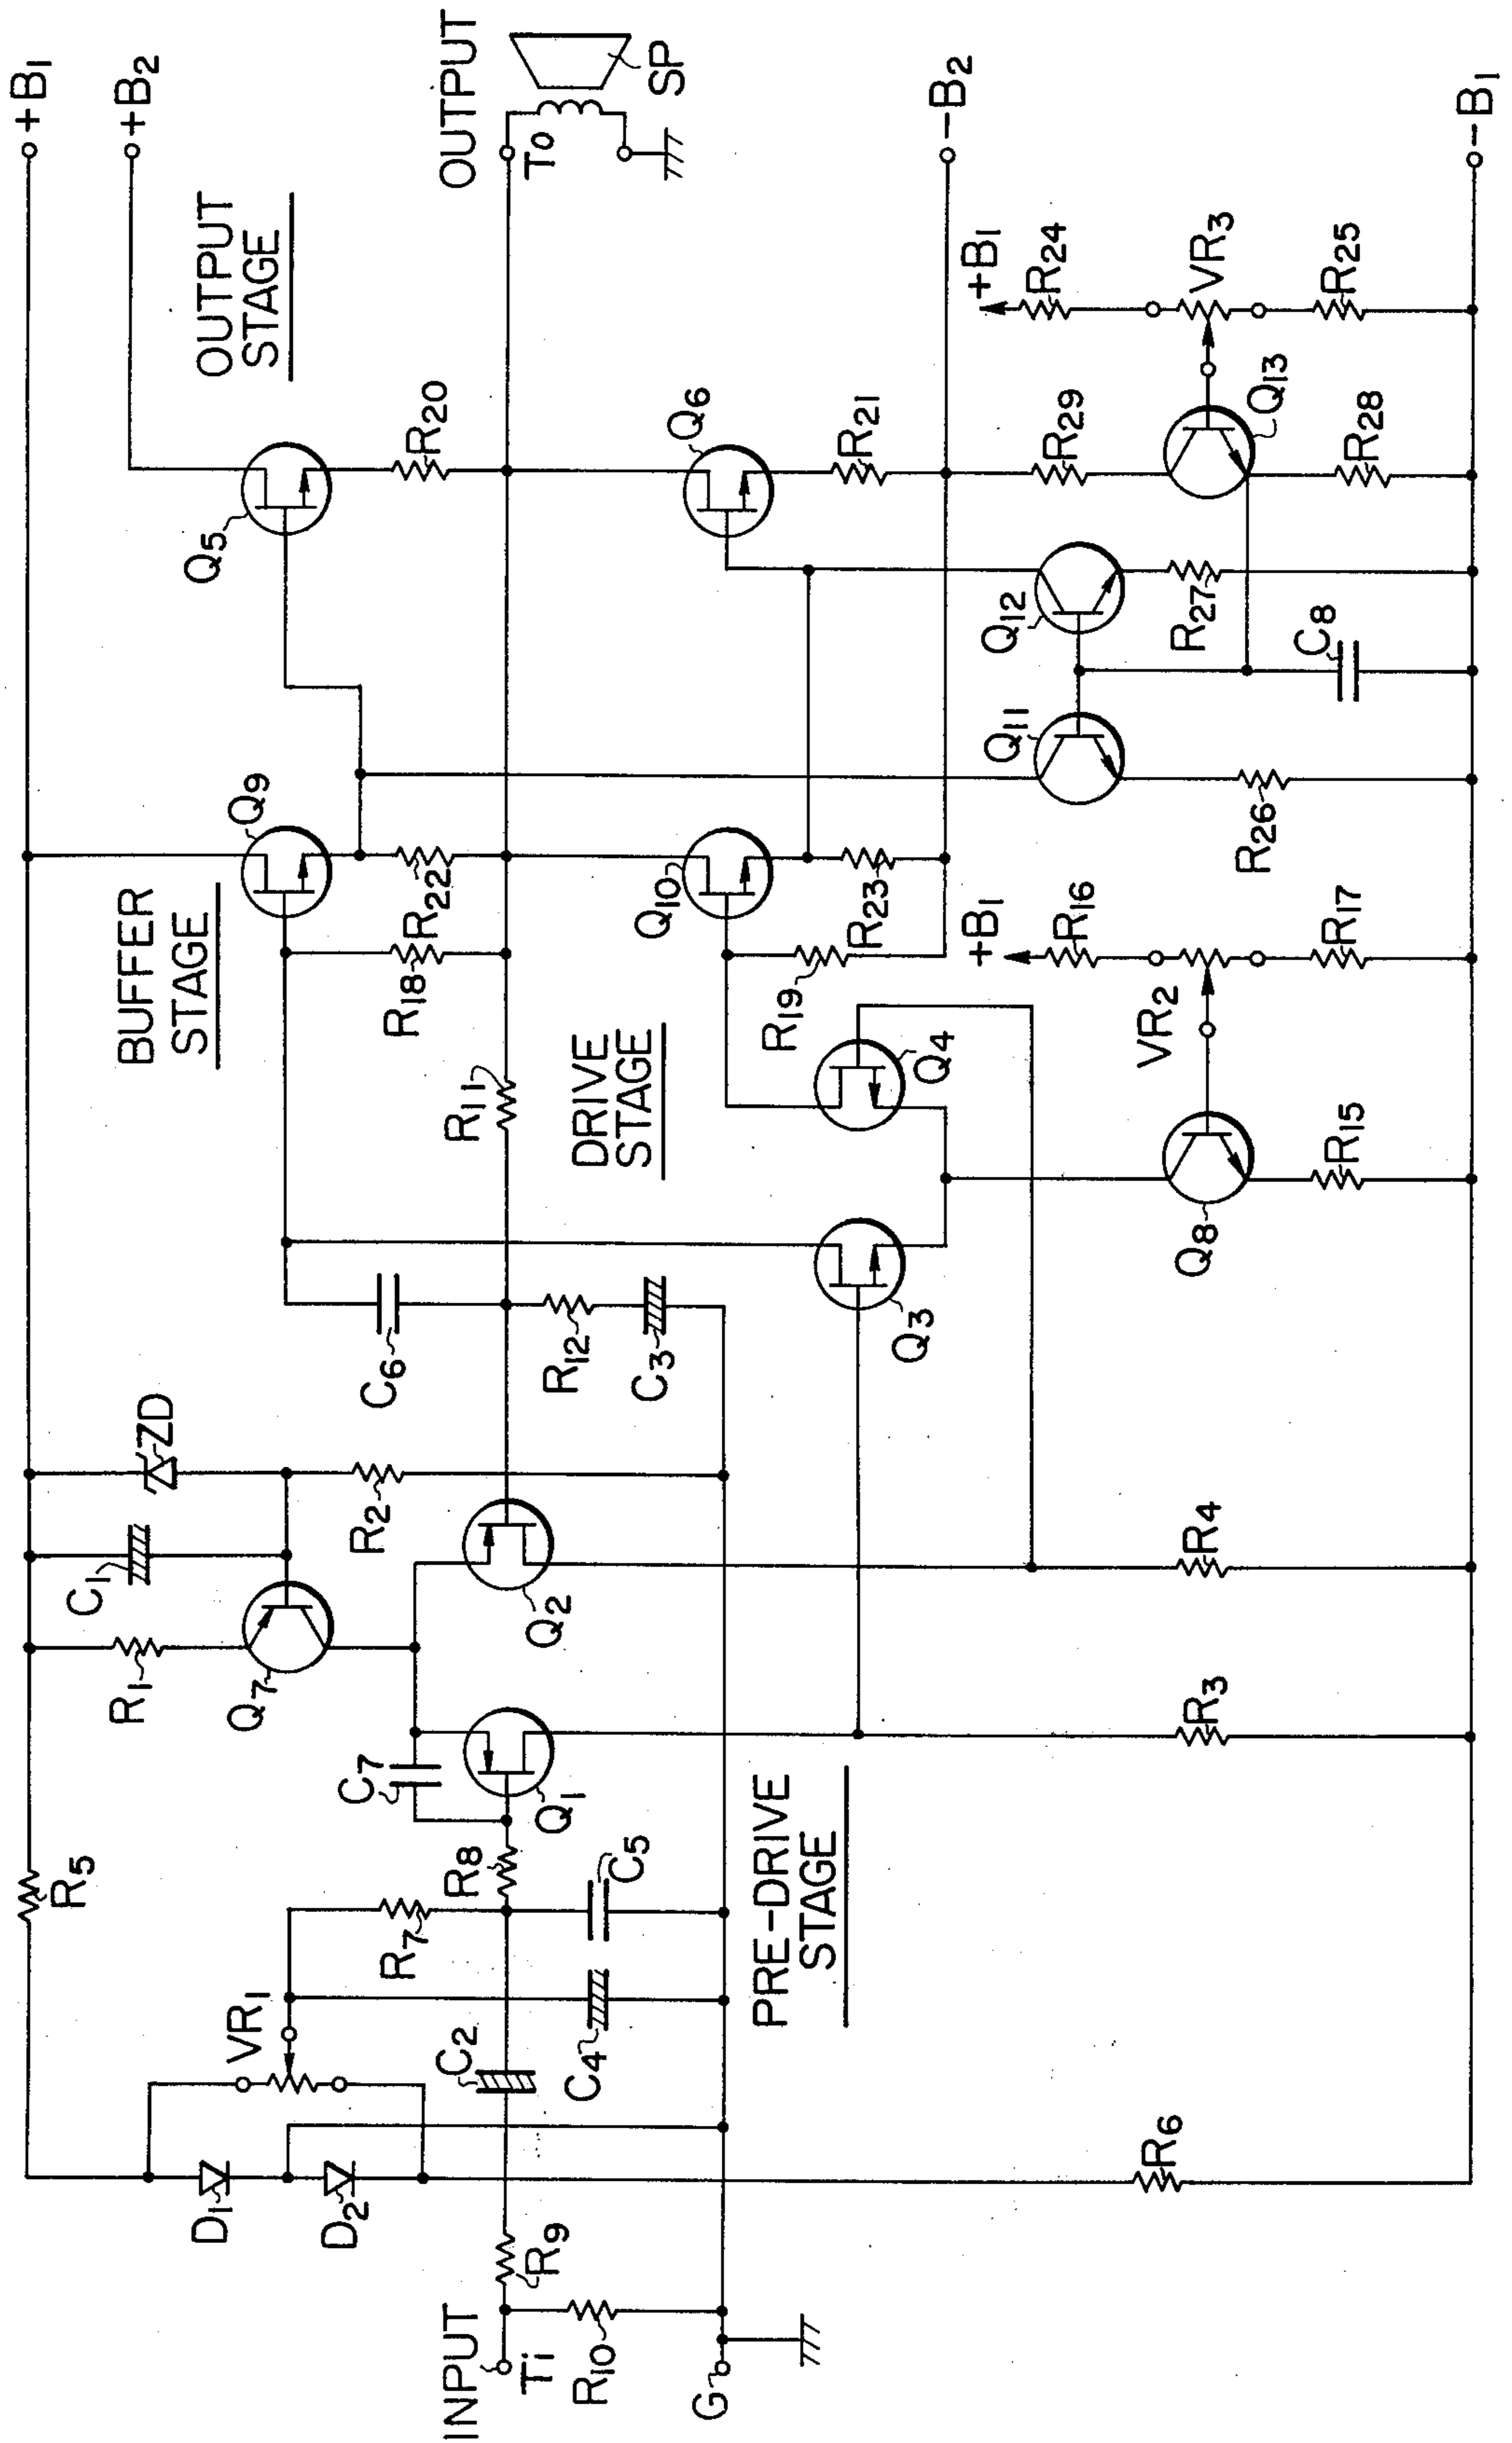 +B1
+B2
OUTPUT
To
SP
-B2
-B1
OUTPUT
STAGE
+B1
R24
VR3
R25
Q5
R20
Q6
R21
R29
Q13
R28
Q12
R27
C8
Q11
R26
BUFFER
STAGE
Q9
R22
R18
Q10
R23
R19
+B1
R16
VR2
R17
R11
DRIVE
STAGE
Q4
Q8
R15
C6
R12
C3
Q3
ZD
C1
R2
R1
Q7
Q2
R4
C7
Q1
R3
R5
R7
R8
C5
PRE-DRIVE
STAGE
VR1
C2
C4
D1
D2
R6
INPUT
Ti
R9
R10
G